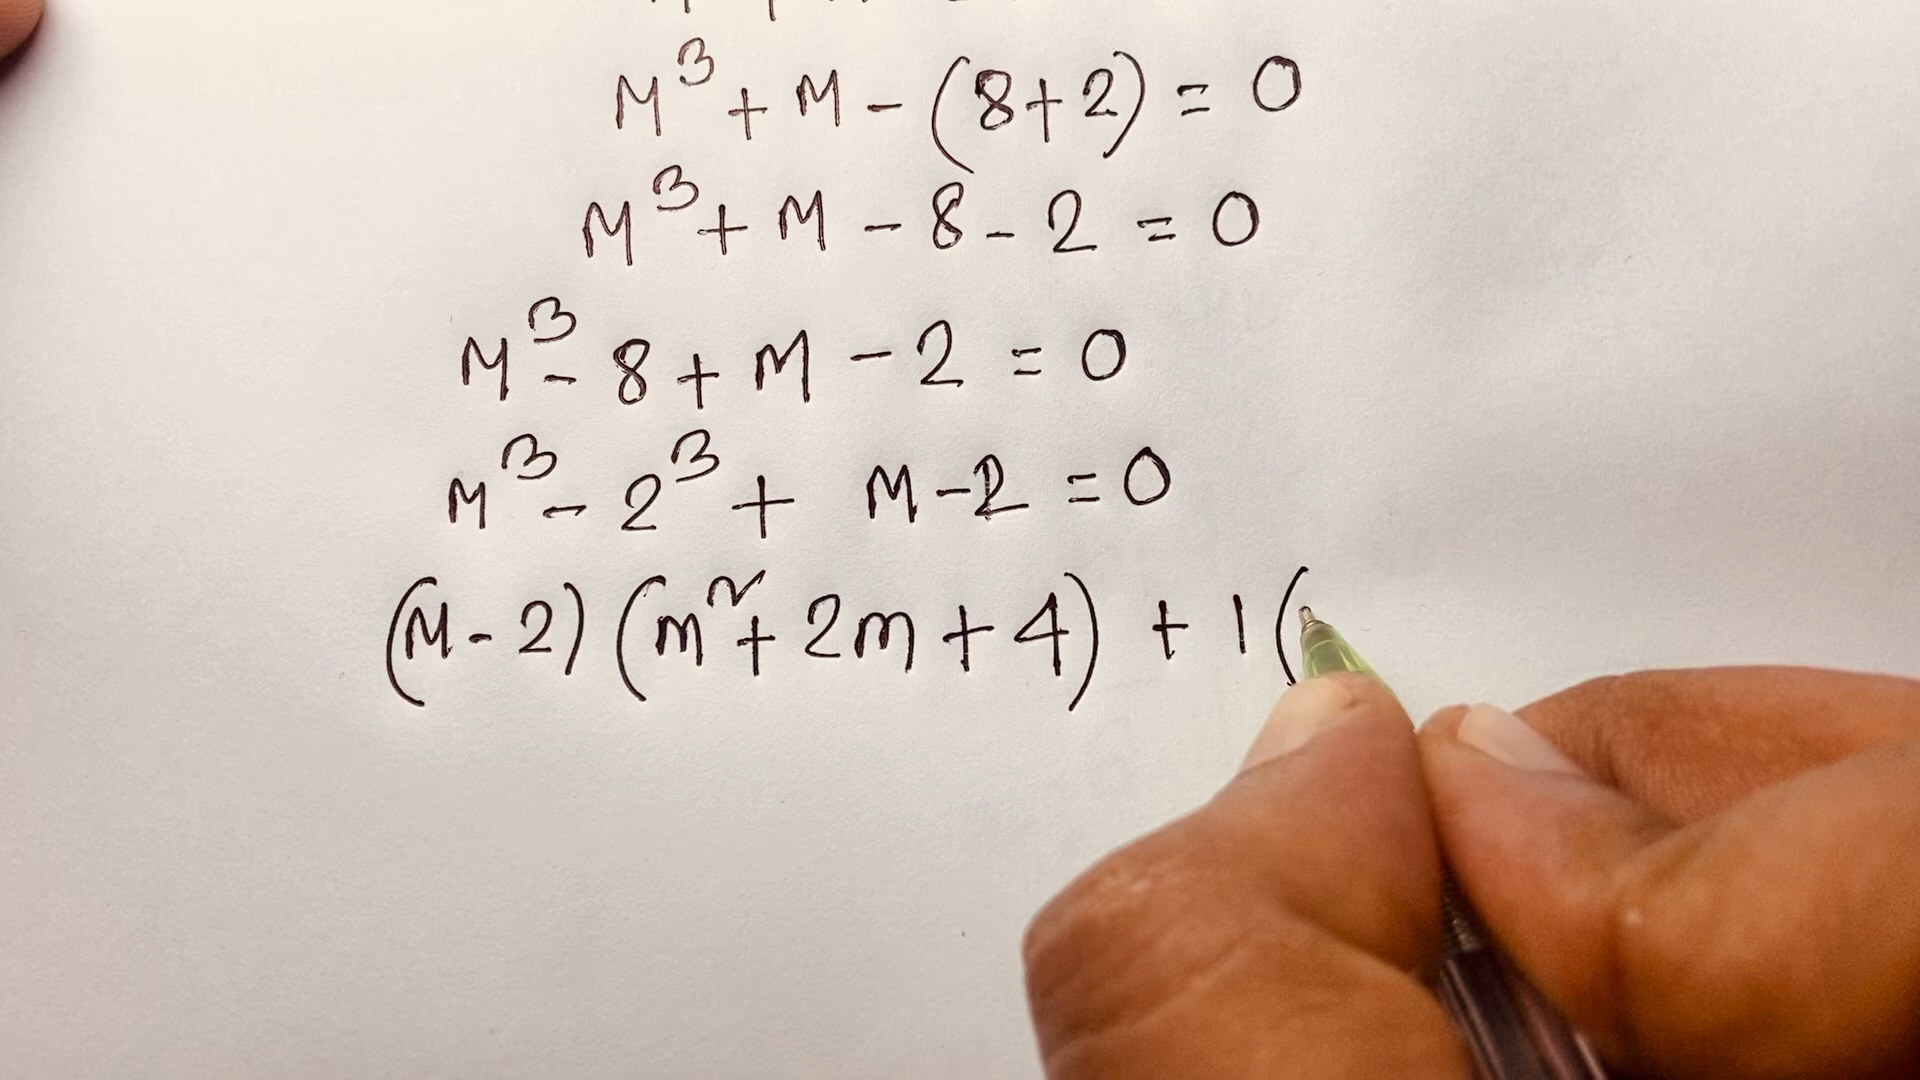 M³ + M - (8+2) = 0
M³ + M - 8 - 2 = 0
M³ - 8 + M - 2 = 0
M³ - 2³ + M - 2 = 0
(M - 2) (m² + 2m + 4) + 1 (